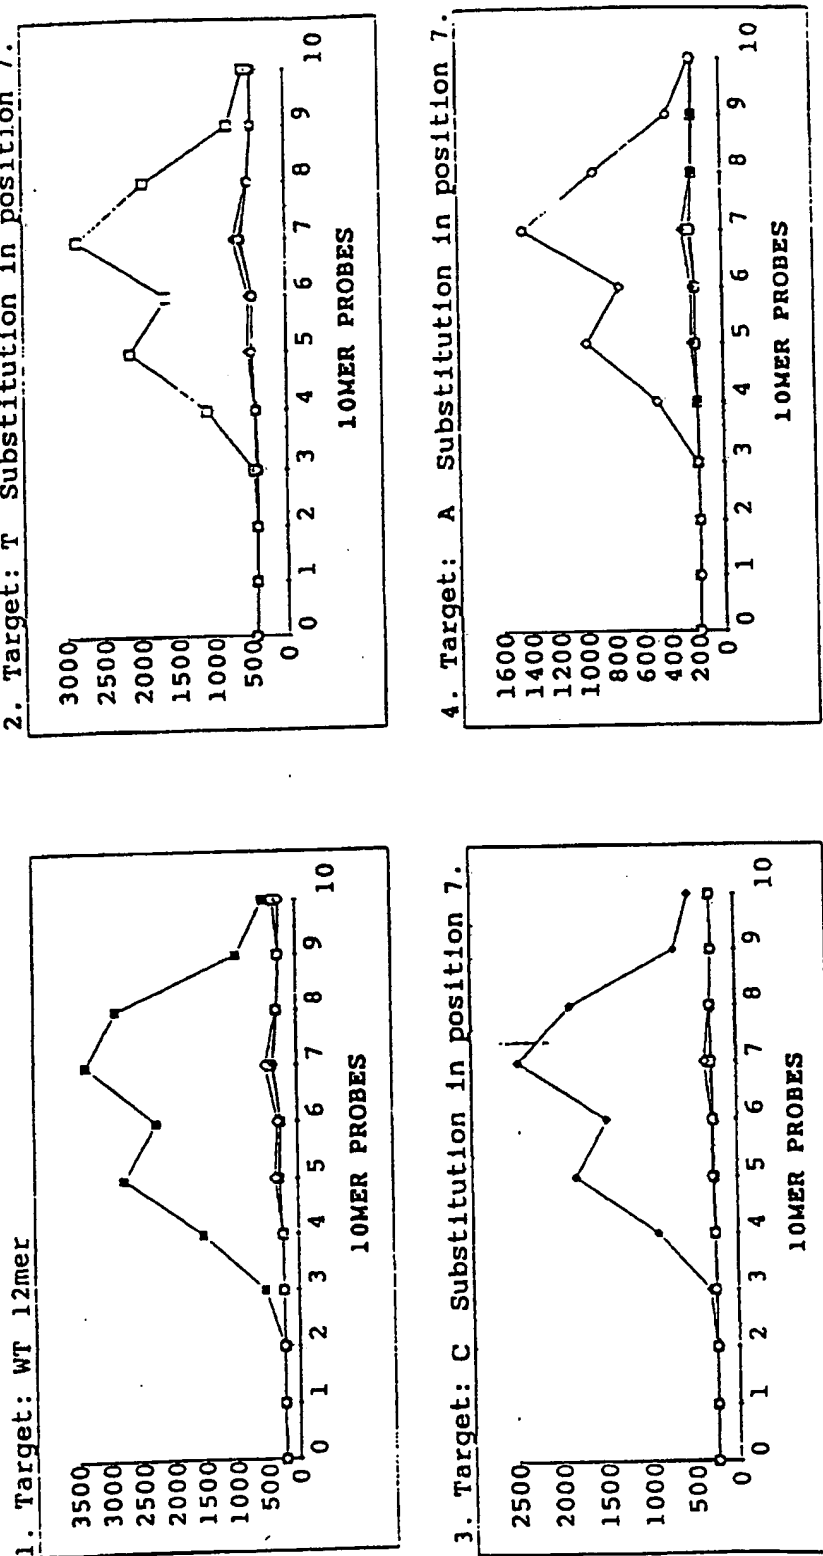 1. Target: WT 12mer
3500
3000
2500
2000
1500
1000
500
0
0 1 2 3 4 5 6 7 8 9 10
10MER PROBES
2. Target: T Substitution in position 7.
3000
2500
2000
1500
1000
500
0
0 1 2 3 4 5 6 7 8 9 10
10MER PROBES
3. Target: C Substitution in position 7.
2500
2000
1500
1000
500
0
0 1 2 3 4 5 6 7 8 9 10
10MER PROBES
4. Target: A Substitution in position 7.
1600
1400
1200
1000
800
600
400
200
0
0 1 2 3 4 5 6 7 8 9 10
10MER PROBES